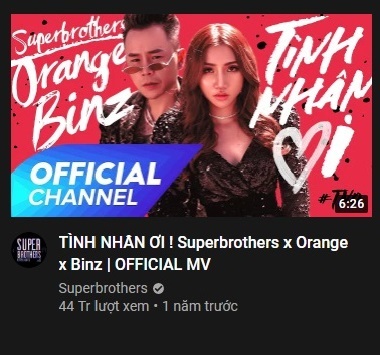 Superbrothers
Orange
Binz
TÌNH
NHÂN
ƠI
OFFICIAL
CHANNEL
6:26
SUPER
BROTHERS
TÌNH NHÂN ƠI ! Superbrothers x Orange
x Binz | OFFICIAL MV
Superbrothers
44 Tr lượt xem • 1 năm trước